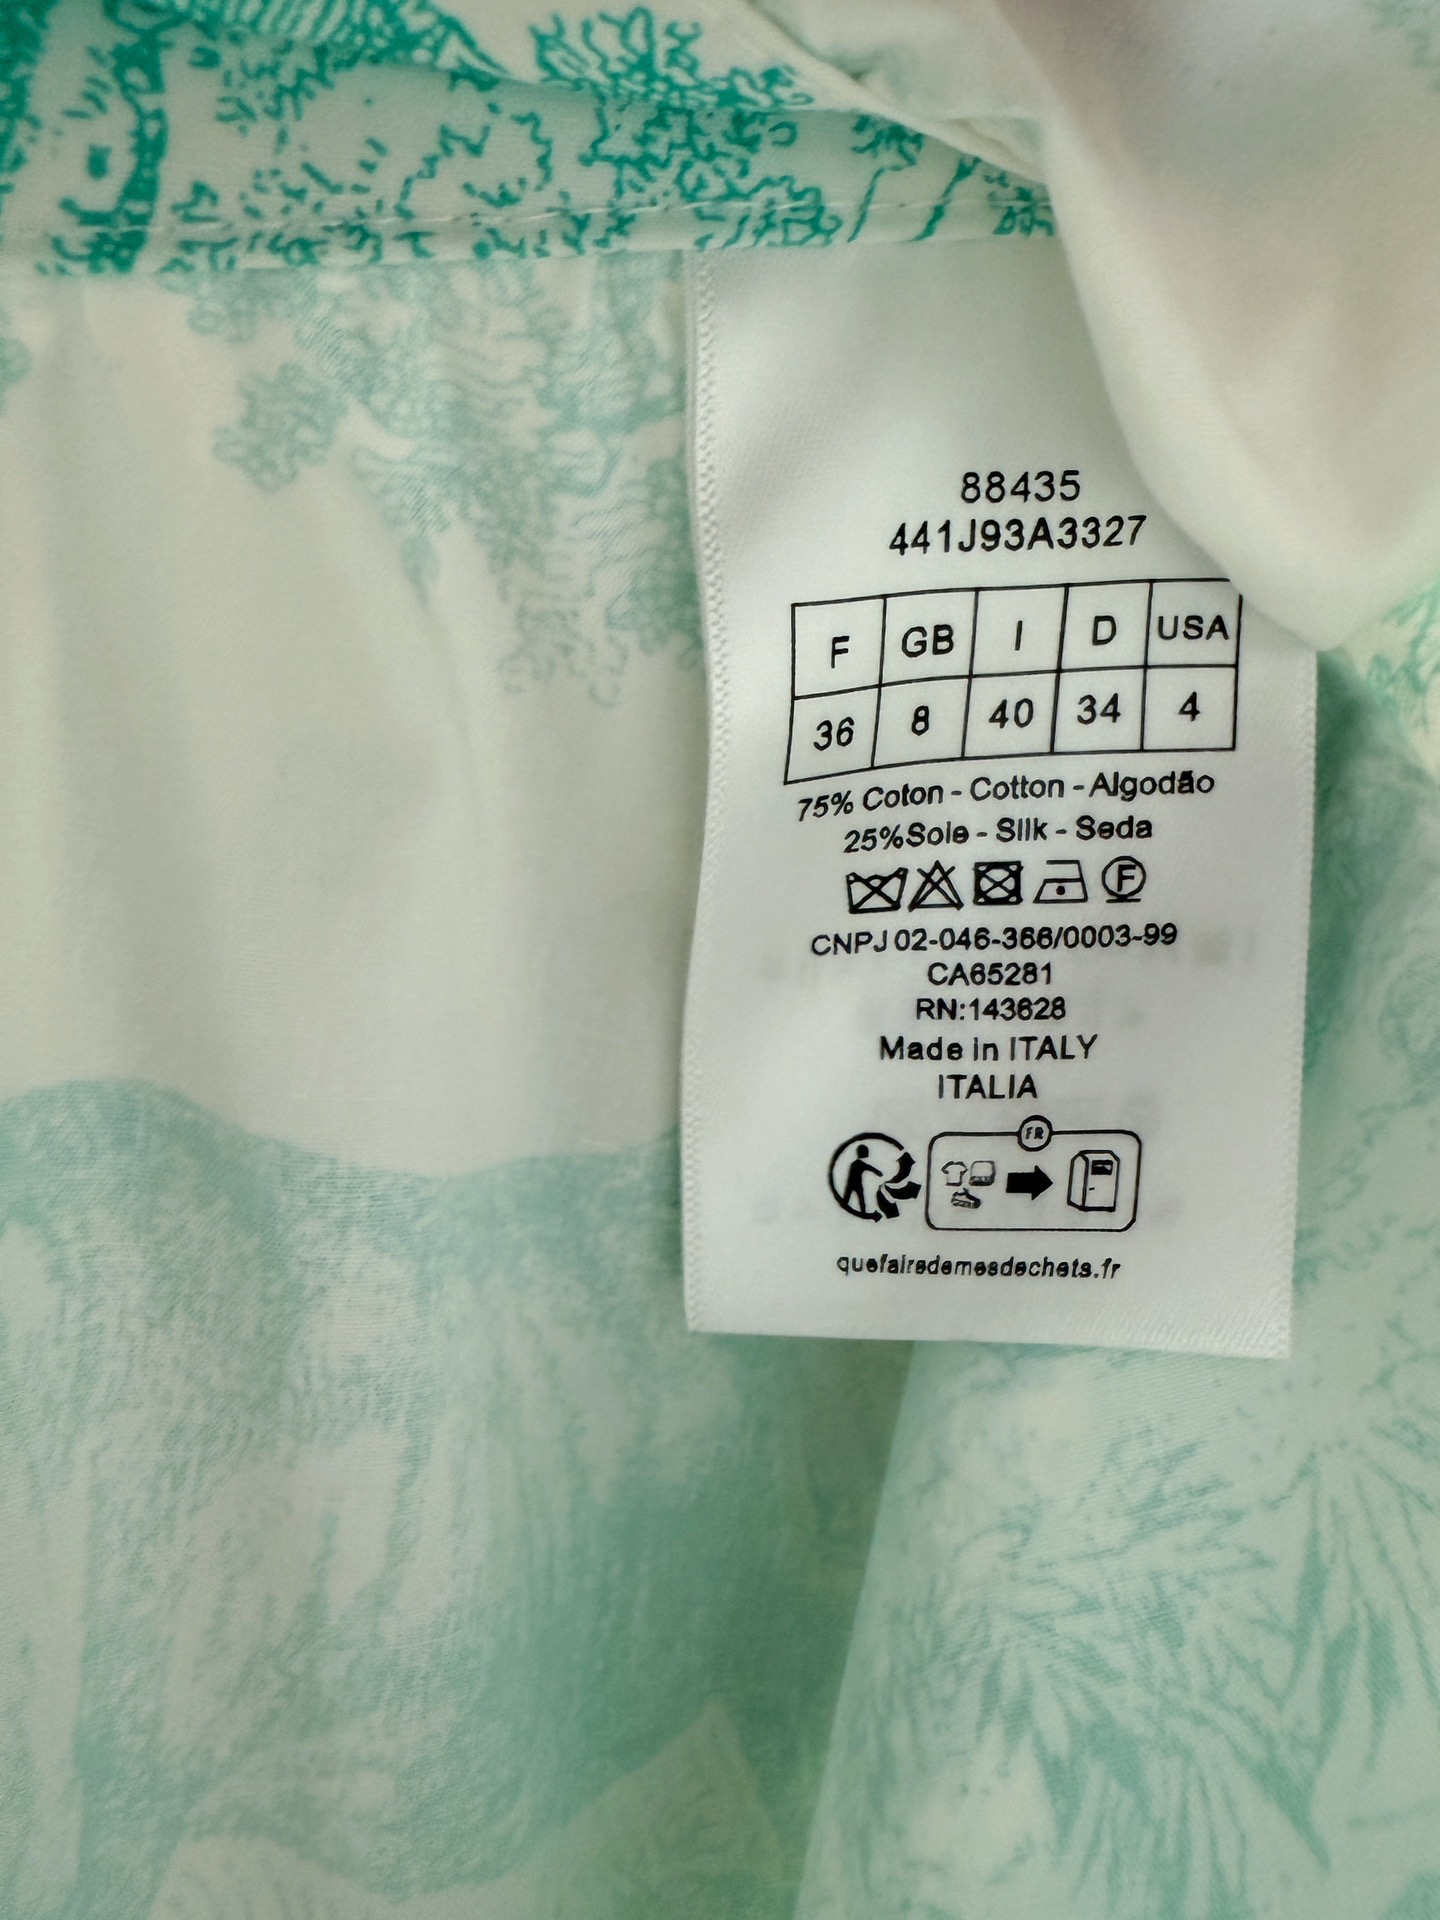 88435
441J93A3327
F GB I D USA
36 8 40 34 4
75% Coton - Cotton - Algodão
25%Soie - Silk - Seda
F
CNPJ 02-046-366/0003-99
CA65281
RN:143628
Made in ITALY
ITALIA
FR
quefairedemesdechets.fr